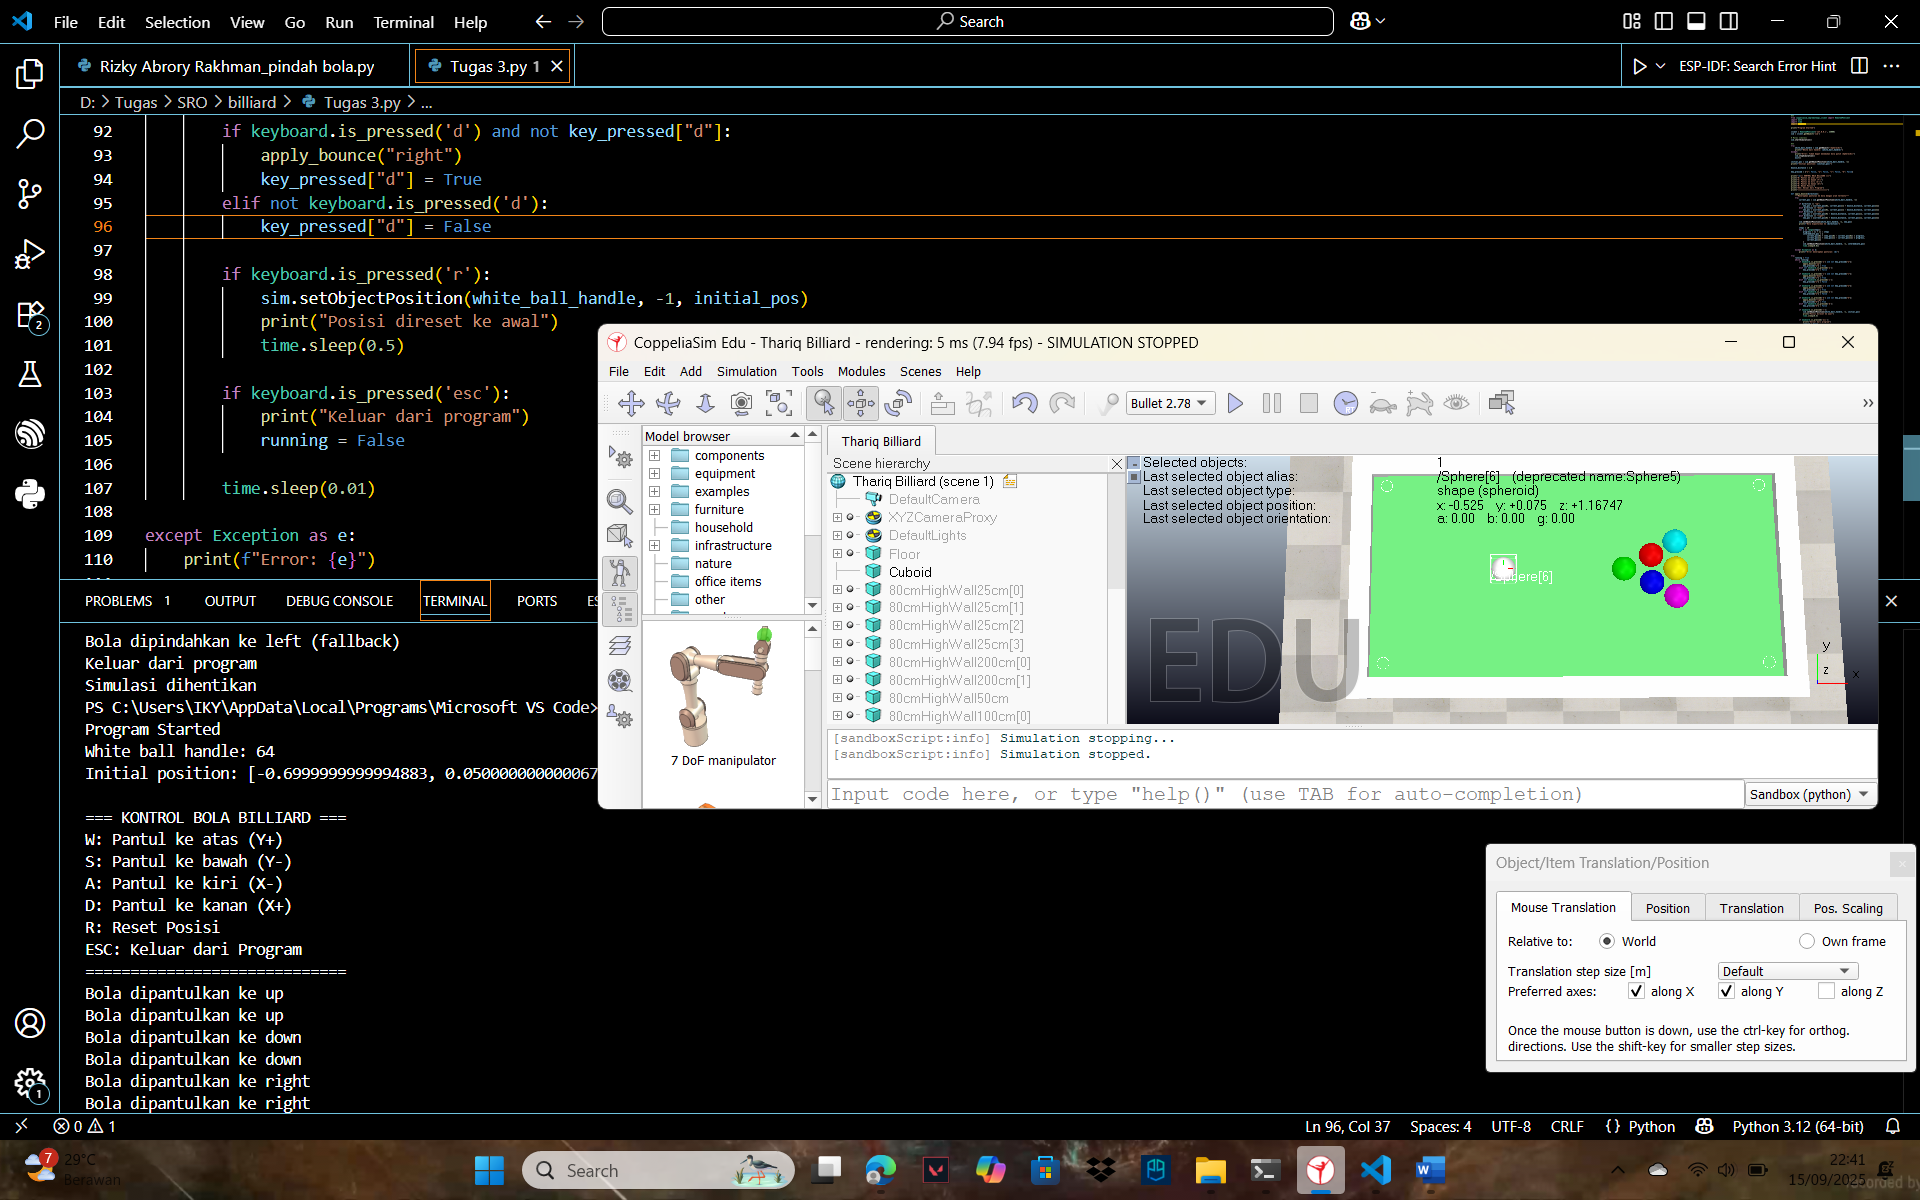 File Edit Selection View Go Run Terminal Help
Search
Rizky Abrory Rakhman_pindah bola.py
Tugas 3.py 1
ESP-IDF: Search Error Hint
D: > Tugas > SRO > billiard > Tugas 3.py > ...
92 if keyboard.is_pressed('d') and not key_pressed["d"]:
93 apply_bounce("right")
94 key_pressed["d"] = True
95 elif not keyboard.is_pressed('d'):
96 key_pressed["d"] = False
97
98 if keyboard.is_pressed('r'):
99 sim.setObjectPosition(white_ball_handle, -1, initial_pos)
100 print("Posisi direset ke awal")
101 time.sleep(0.5)
102
103 if keyboard.is_pressed('esc'):
104 print("Keluar dari program")
105 running = False
106
107 time.sleep(0.01)
108
109 except Exception as e:
110 print(f"Error: {e}")
PROBLEMS 1 OUTPUT DEBUG CONSOLE TERMINAL PORTS
Bola dipindahkan ke left (fallback)
Keluar dari program
Simulasi dihentikan
PS C:\Users\IKY\AppData\Local\Programs\Microsoft VS Code>
Program Started
White ball handle: 64
Initial position: [-0.6999999999994883, 0.050000000000067
=== KONTROL BOLA BILLIARD ===
W: Pantul ke atas (Y+)
S: Pantul ke bawah (Y-)
A: Pantul ke kiri (X-)
D: Pantul ke kanan (X+)
R: Reset Posisi
ESC: Keluar dari Program
=============================
Bola dipantulkan ke up
Bola dipantulkan ke up
Bola dipantulkan ke down
Bola dipantulkan ke down
Bola dipantulkan ke right
Bola dipantulkan ke right
CoppeliaSim Edu - Thariq Billiard - rendering: 5 ms (7.94 fps) - SIMULATION STOPPED
File Edit Add Simulation Tools Modules Scenes Help
Bullet 2.78
Model browser
components
equipment
examples
furniture
household
infrastructure
nature
office items
other
7 DoF manipulator
Thariq Billiard
Scene hierarchy
Thariq Billiard (scene 1)
DefaultCamera
XYZCameraProxy
DefaultLights
Floor
Cuboid
80cmHighWall25cm[0]
80cmHighWall25cm[1]
80cmHighWall25cm[2]
80cmHighWall25cm[3]
80cmHighWall200cm[0]
80cmHighWall200cm[1]
80cmHighWall50cm
80cmHighWall100cm[0]
Selected objects: 1
Last selected object alias: /Sphere[6] (deprecated name:Sphere5)
Last selected object type: shape (spheroid)
Last selected object position: x: -0.525 y: +0.075 z: +1.16747
Last selected object orientation: a: 0.00 b: 0.00 g: 0.00
/Sphere[6]
EDU
y
z
x
[sandboxScript:info] Simulation stopping...
[sandboxScript:info] Simulation stopped.
Input code here, or type "help()" (use TAB for auto-completion)
Sandbox (python)
Object/Item Translation/Position
Mouse Translation Position Translation Pos. Scaling
Relative to: World Own frame
Translation step size [m] Default
Preferred axes: along X along Y along Z
Once the mouse button is down, use the ctrl-key for orthog.
directions. Use the shift-key for smaller step sizes.
0 1
Ln 96, Col 37 Spaces: 4 UTF-8 CRLF {} Python Python 3.12 (64-bit)
7
29°C
Berawan
Search
22:41
15/09/2025